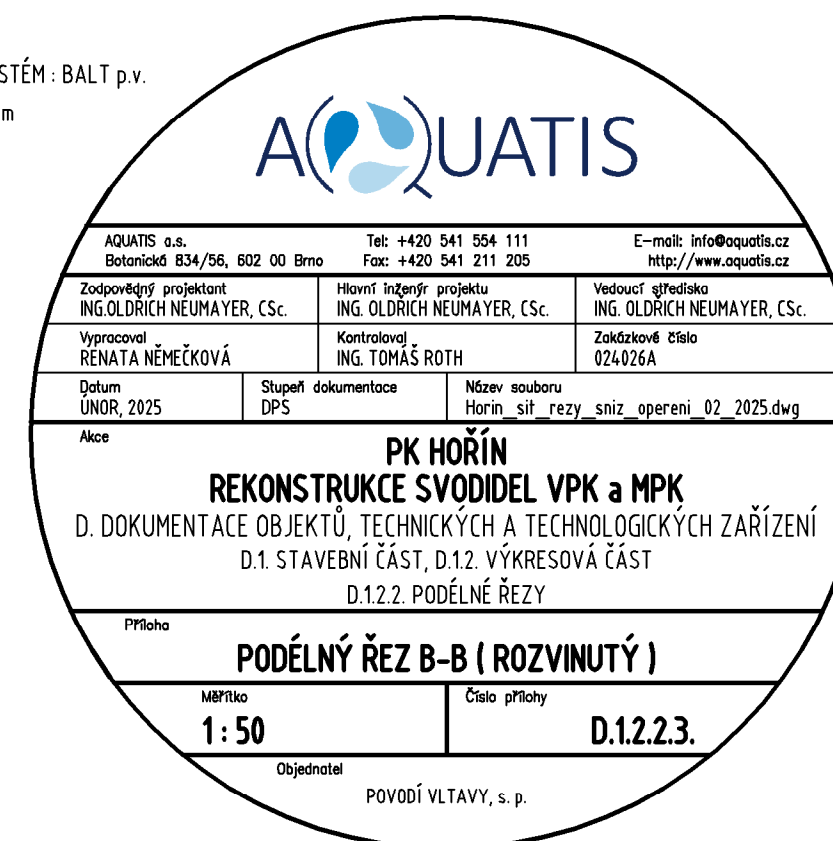 STÉM : BALT p.v.
m
AQUATIS
AQUATIS a.s. Tel: +420 541 554 111 E-mail: info@aquatis.cz
Botanická 834/56, 602 00 Brno Fax: +420 541 211 205 http://www.aquatis.cz
Zodpovědný projektant Hlavní inženýr projektu Vedoucí střediska
ING.OLDŘICH NEUMAYER, CSc. ING. OLDŘICH NEUMAYER, CSc. ING. OLDŘICH NEUMAYER, CSc.
Vypracoval Kontroloval Zakázkové číslo
RENATA NĚMEČKOVÁ ING. TOMÁŠ ROTH 024026A
Datum Stupeň dokumentace Název souboru
ÚNOR, 2025 DPS Horin_sit_rezy_sniz_opereni_02_2025.dwg
Akce
PK HOŘÍN
REKONSTRUKCE SVODIDEL VPK a MPK
D. DOKUMENTACE OBJEKTŮ, TECHNICKÝCH A TECHNOLOGICKÝCH ZAŘÍZENÍ
D.1. STAVEBNÍ ČÁST, D.1.2. VÝKRESOVÁ ČÁST
D.1.2.2. PODÉLNÉ ŘEZY
Příloha
PODÉLNÝ ŘEZ B-B ( ROZVINUTÝ )
Měřítko Číslo přílohy
1 : 50 D.1.2.2.3.
Objednatel
POVODÍ VLTAVY, s. p.